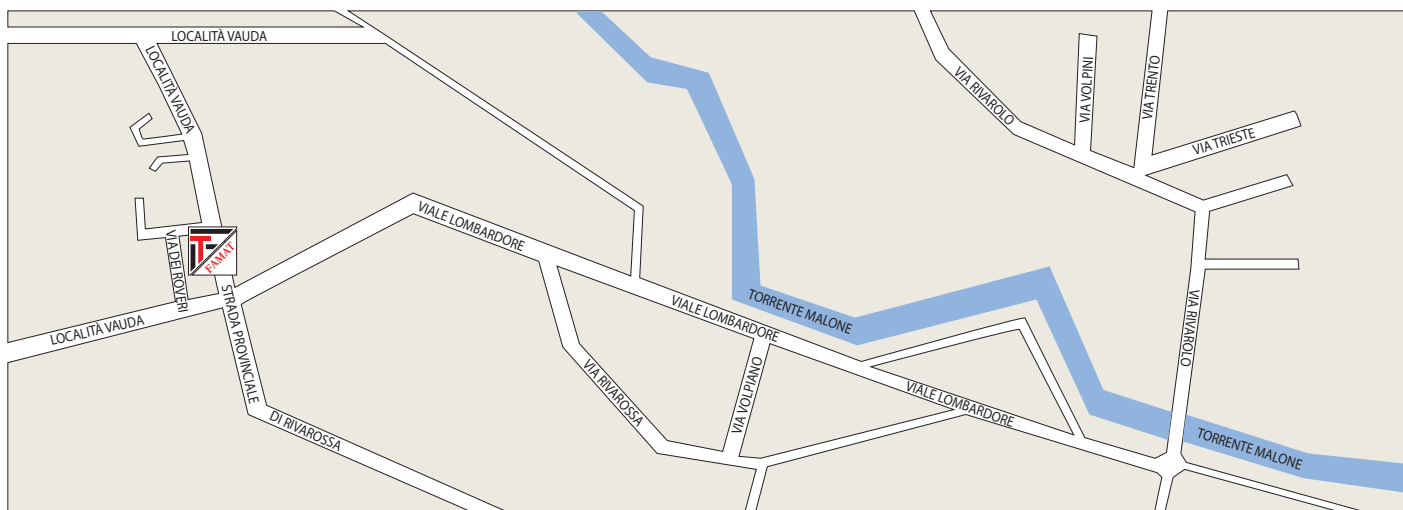 LOCALITÀ VAUDA
LOCALITÀ VAUDA
VIA RIVAROLO
VIA VOLPINI
VIA TRENTO
VIA TRIESTE
VIALE LOMBARDORE
VIA DEI ROVERI
FAMAT
LOCALITÀ VAUDA
STRADA PROVINCIALE
DI RIVAROSSA
VIALE LOMBARDORE
TORRENTE MALONE
VIA RIVAROLO
VIA RIVAROSSA
VIA VOLPIANO
VIALE LOMBARDORE
TORRENTE MALONE